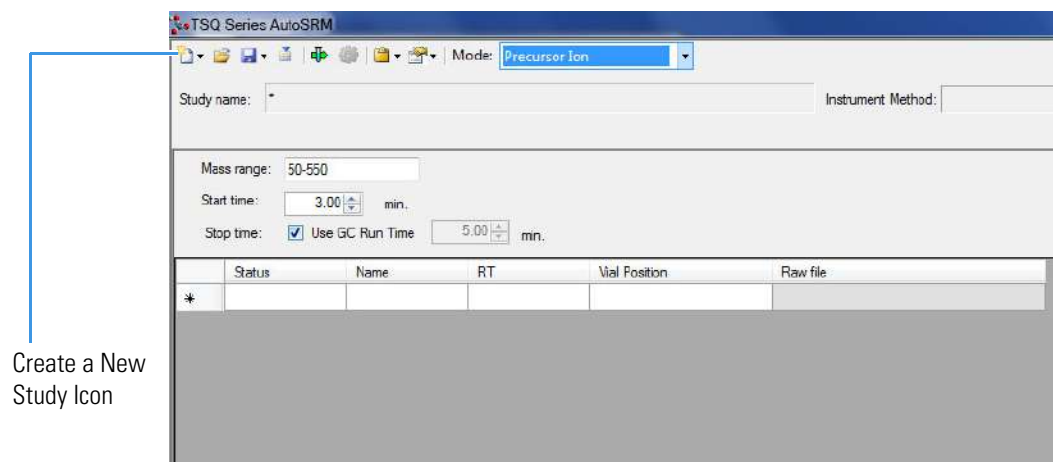 TSQ Series AutoSRM
Mode: Precursor Ion
Study name: *
Instrument Method:
Mass range: 50-550
Start time: 3.00 min.
Stop time: Use GC Run Time 5.00 min.
Status Name RT Vial Position Raw file
*
Create a New
Study Icon